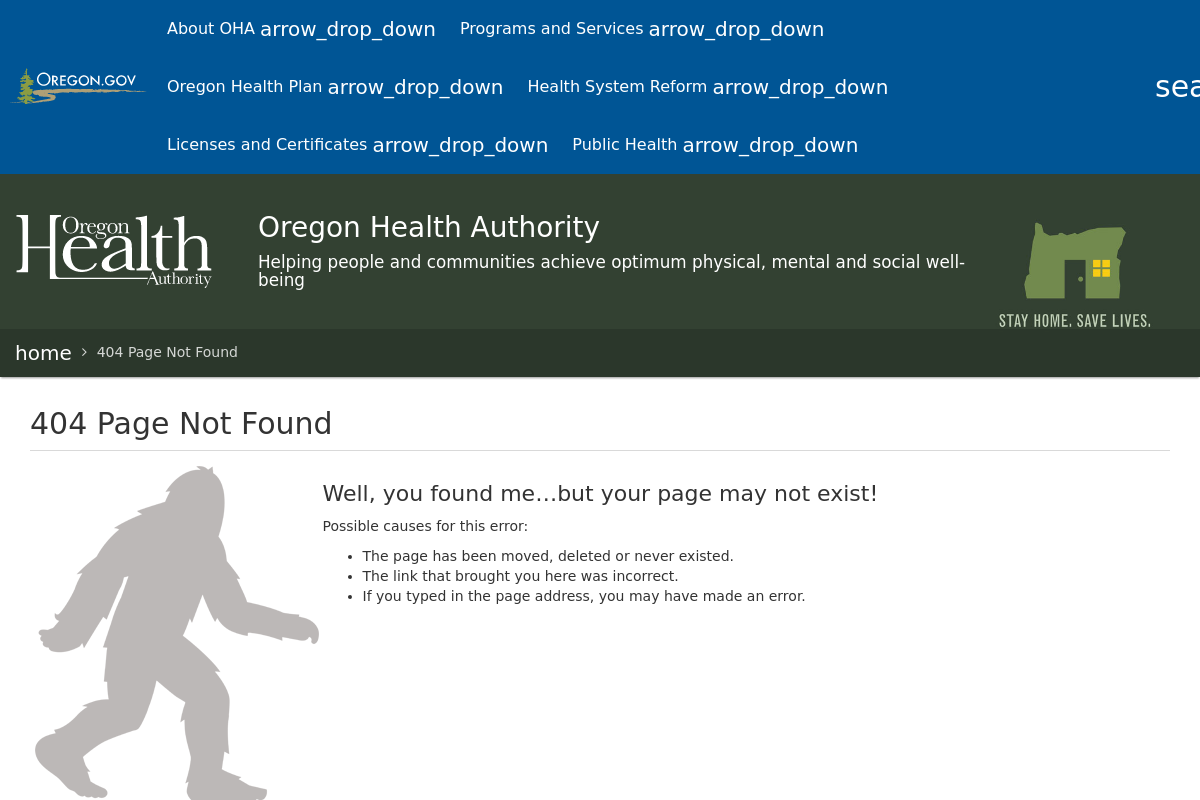 About OHA arrow_drop_down Programs and Services arrow_drop_down
OREGON.GOV
Oregon Health Plan arrow_drop_down Health System Reform arrow_drop_down
sea
Licenses and Certificates arrow_drop_down Public Health arrow_drop_down
Oregon
Health
Authority
Oregon Health Authority
Helping people and communities achieve optimum physical, mental and social well-
being
STAY HOME. SAVE LIVES.
home > 404 Page Not Found
404 Page Not Found
Well, you found me...but your page may not exist!
Possible causes for this error:
• The page has been moved, deleted or never existed.
• The link that brought you here was incorrect.
• If you typed in the page address, you may have made an error.